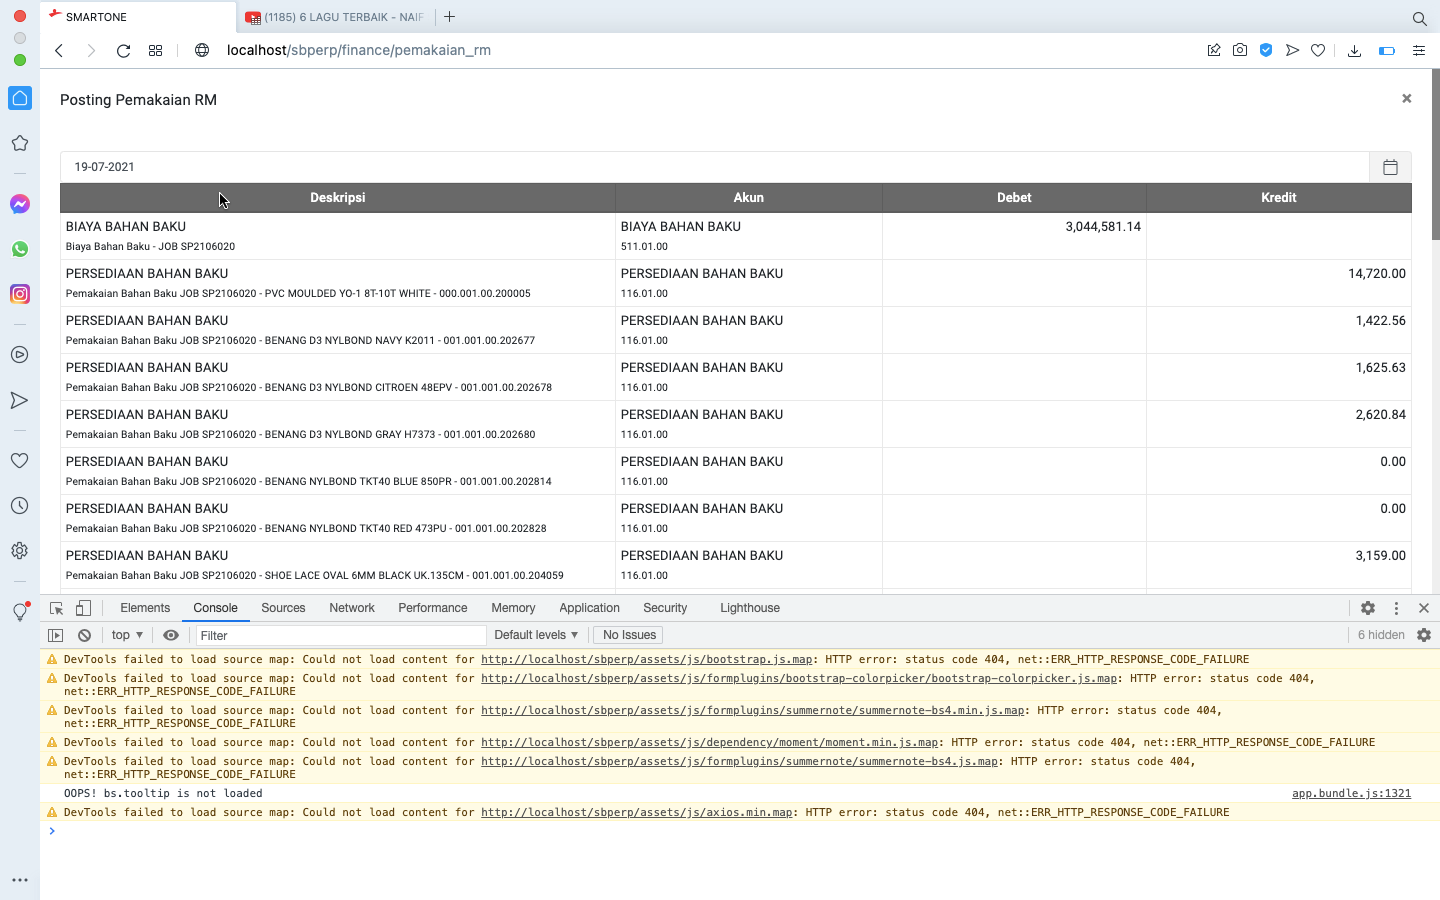 SMARTONE
(1185) 6 LAGU TERBAIK - NAIF
localhost/sbperp/finance/pemakaian_rm
Posting Pemakaian RM
×
19-07-2021
Deskripsi Akun Debet Kredit
BIAYA BAHAN BAKU BIAYA BAHAN BAKU 3,044,581.14
Biaya Bahan Baku - JOB SP2106020 511.01.00
PERSEDIAAN BAHAN BAKU PERSEDIAAN BAHAN BAKU 14,720.00
Pemakaian Bahan Baku JOB SP2106020 - PVC MOULDED YO-1 8T-10T WHITE - 000.001.00.200005 116.01.00
PERSEDIAAN BAHAN BAKU PERSEDIAAN BAHAN BAKU 1,422.56
Pemakaian Bahan Baku JOB SP2106020 - BENANG D3 NYLBOND NAVY K2011 - 001.001.00.202677 116.01.00
PERSEDIAAN BAHAN BAKU PERSEDIAAN BAHAN BAKU 1,625.63
Pemakaian Bahan Baku JOB SP2106020 - BENANG D3 NYLBOND CITROEN 48EPV - 001.001.00.202678 116.01.00
PERSEDIAAN BAHAN BAKU PERSEDIAAN BAHAN BAKU 2,620.84
Pemakaian Bahan Baku JOB SP2106020 - BENANG D3 NYLBOND GRAY H7373 - 001.001.00.202680 116.01.00
PERSEDIAAN BAHAN BAKU PERSEDIAAN BAHAN BAKU 0.00
Pemakaian Bahan Baku JOB SP2106020 - BENANG NYLBOND TKT40 BLUE 850PR - 001.001.00.202814 116.01.00
PERSEDIAAN BAHAN BAKU PERSEDIAAN BAHAN BAKU 0.00
Pemakaian Bahan Baku JOB SP2106020 - BENANG NYLBOND TKT40 RED 473PU - 001.001.00.202828 116.01.00
PERSEDIAAN BAHAN BAKU PERSEDIAAN BAHAN BAKU 3,159.00
Pemakaian Bahan Baku JOB SP2106020 - SHOE LACE OVAL 6MM BLACK UK.135CM - 001.001.00.204059 116.01.00
Elements Console Sources Network Performance Memory Application Security Lighthouse
top Filter Default levels No Issues 6 hidden
DevTools failed to load source map: Could not load content for http://localhost/sbperp/assets/js/bootstrap.js.map: HTTP error: status code 404, net::ERR_HTTP_RESPONSE_CODE_FAILURE
DevTools failed to load source map: Could not load content for http://localhost/sbperp/assets/js/formplugins/bootstrap-colorpicker/bootstrap-colorpicker.js.map: HTTP error: status code 404,
net::ERR_HTTP_RESPONSE_CODE_FAILURE
DevTools failed to load source map: Could not load content for http://localhost/sbperp/assets/js/formplugins/summernote/summernote-bs4.min.js.map: HTTP error: status code 404,
net::ERR_HTTP_RESPONSE_CODE_FAILURE
DevTools failed to load source map: Could not load content for http://localhost/sbperp/assets/js/dependency/moment/moment.min.js.map: HTTP error: status code 404, net::ERR_HTTP_RESPONSE_CODE_FAILURE
DevTools failed to load source map: Could not load content for http://localhost/sbperp/assets/js/formplugins/summernote/summernote-bs4.js.map: HTTP error: status code 404,
net::ERR_HTTP_RESPONSE_CODE_FAILURE
OOPS! bs.tooltip is not loaded app.bundle.js:1321
DevTools failed to load source map: Could not load content for http://localhost/sbperp/assets/js/axios.min.map: HTTP error: status code 404, net::ERR_HTTP_RESPONSE_CODE_FAILURE